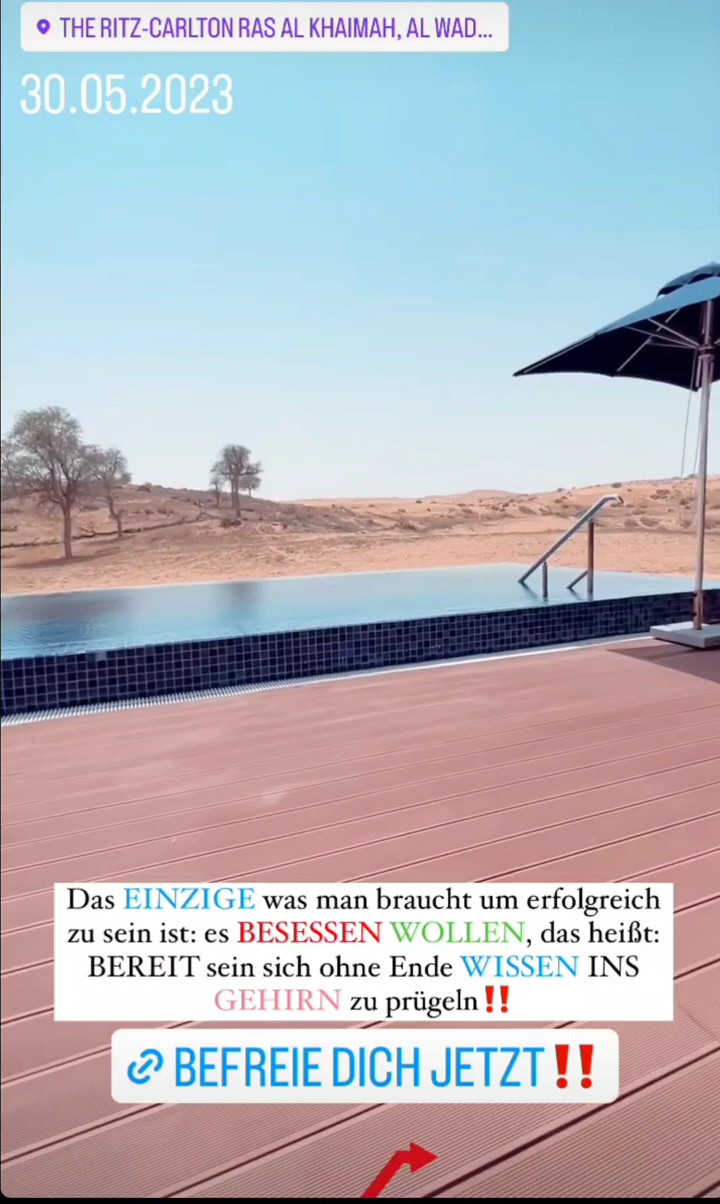 THE RITZ-CARLTON RAS AL KHAIMAH, AL WAD...
30.05.2023
Das EINZIGE was man braucht um erfolgreich
zu sein ist: es BESESSEN WOLLEN, das heißt:
BEREIT sein sich ohne Ende WISSEN INS
GEHIRN zu prügeln‼️
BEFREIE DICH JETZT‼️